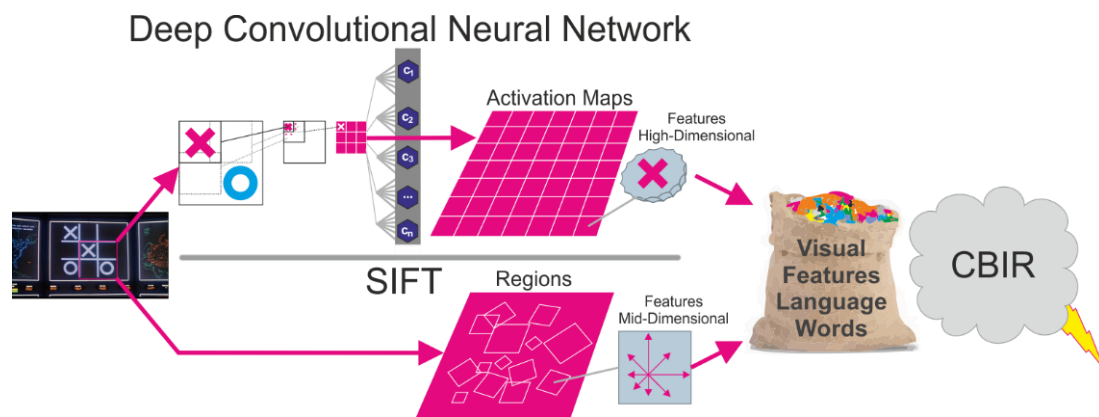 Deep Convolutional Neural Network
c1
c2
c3
...
cn
Activation Maps
Features
High-Dimensional
SIFT
Regions
Features
Mid-Dimensional
Visual
Features
Language
Words
CBIR